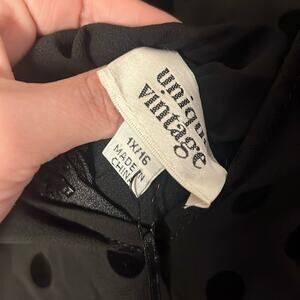 unique
vintage
1X/16
MADE IN
CHINA